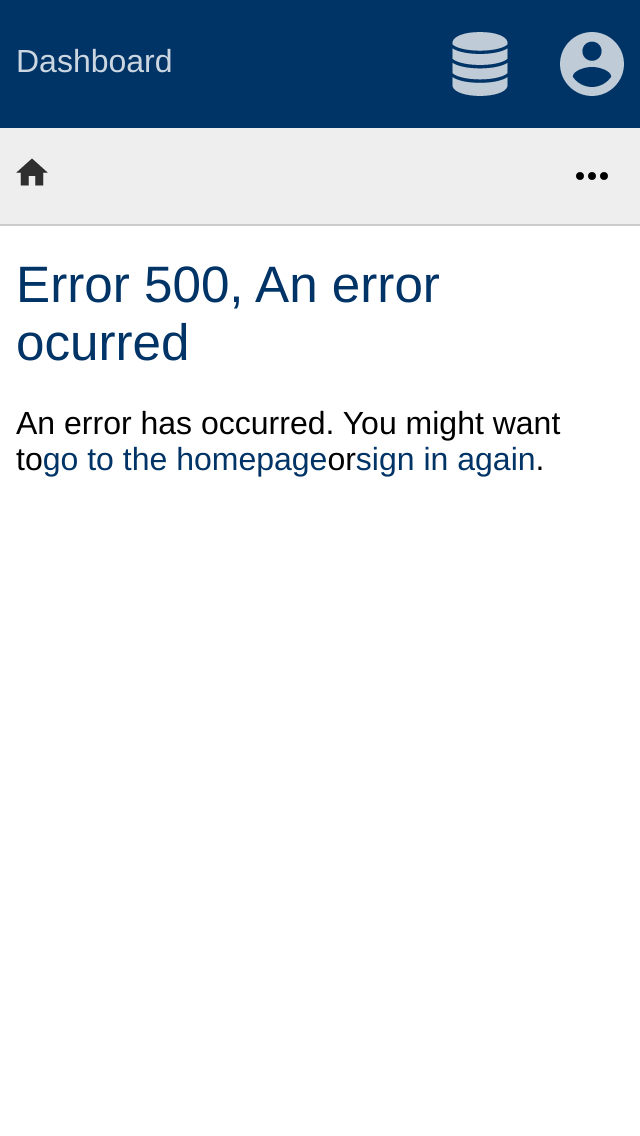 Dashboard
Error 500, An error
ocurred
An error has occurred. You might want
togo to the homepageorsign in again.